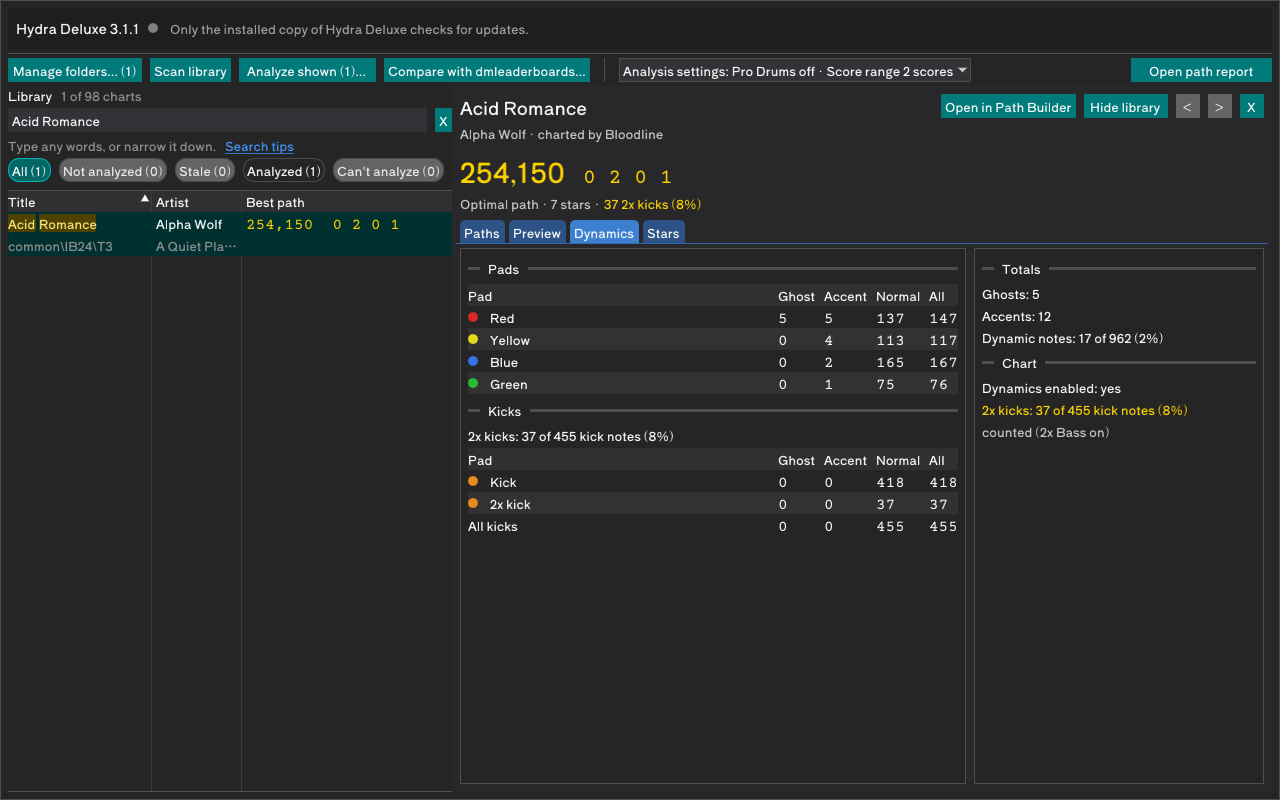 Hydra Deluxe 3.1.1 Only the installed copy of Hydra Deluxe checks for updates.
Manage folders... (1) Scan library Analyze shown (1)... Compare with dmleaderboards... Analysis settings: Pro Drums off · Score range 2 scores Open path report
Library 1 of 98 charts
Acid Romance X
Type any words, or narrow it down. Search tips
All (1) Not analyzed (0) Stale (0) Analyzed (1) Can't analyze (0)
Title Artist Best path
Acid Romance Alpha Wolf 254,150 0 2 0 1
common\IB24\T3 A Quiet Pla⋯
Acid Romance Open in Path Builder Hide library < > X
Alpha Wolf · charted by Bloodline
254,150 0 2 0 1
Optimal path · 7 stars · 37 2x kicks (8%)
Paths Preview Dynamics Stars
Pads
Pad Ghost Accent Normal All
Red 5 5 137 147
Yellow 0 4 113 117
Blue 0 2 165 167
Green 0 1 75 76
Kicks
2x kicks: 37 of 455 kick notes (8%)
Pad Ghost Accent Normal All
Kick 0 0 418 418
2x kick 0 0 37 37
All kicks 0 0 455 455
Totals
Ghosts: 5
Accents: 12
Dynamic notes: 17 of 962 (2%)
Chart
Dynamics enabled: yes
2x kicks: 37 of 455 kick notes (8%)
counted (2x Bass on)